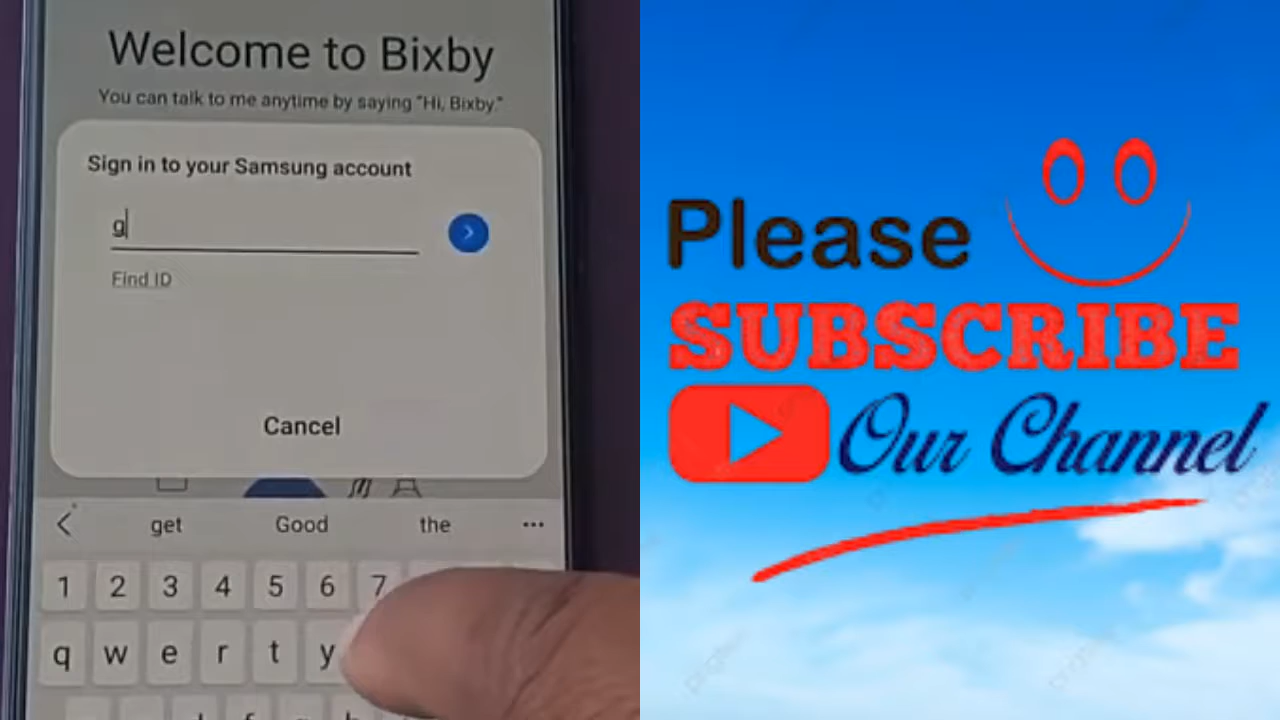 Welcome to Bixby
You can talk to me anytime by saying "Hi, Bixby."
Sign in to your Samsung account
g
Find ID
Cancel
get Good the ...
1 2 3 4 5 6 7
q w e r t y
Please
SUBSCRIBE
Our Channel